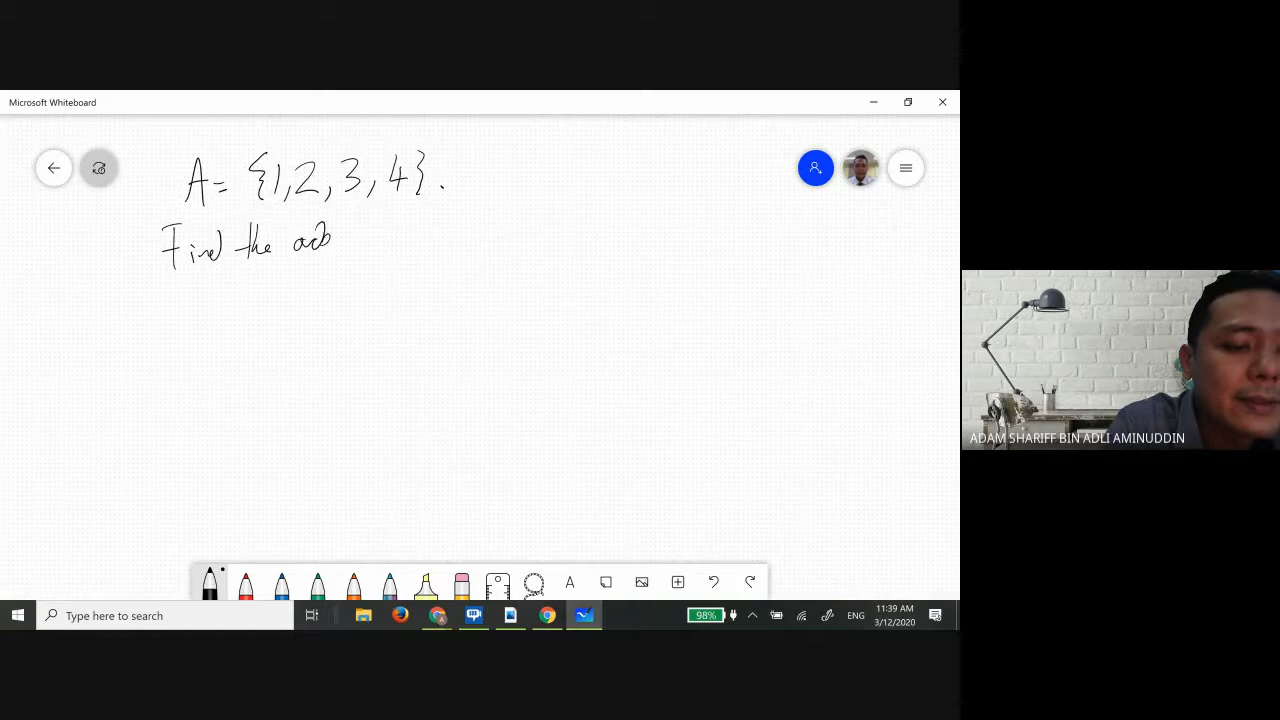 Microsoft Whiteboard
A = {1, 2, 3, 4}.
Find the
ADAM SHARIFF BIN ADLI AMINUDDIN
A
Type here to search
98%
ENG
11:39 AM
3/12/2020